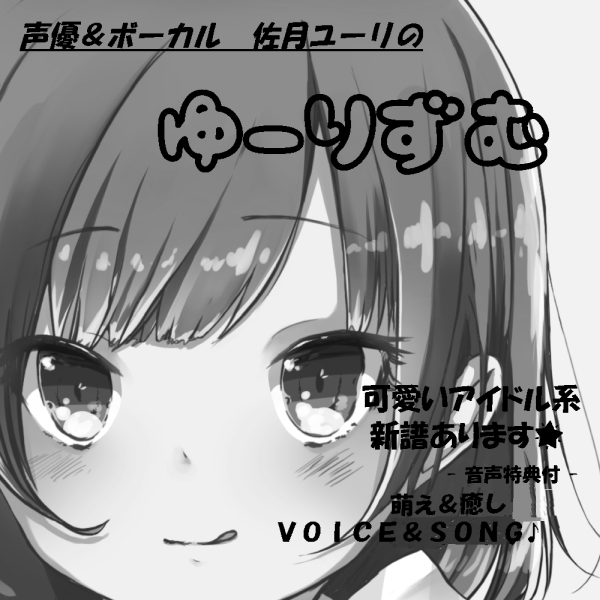 声優＆ボーカル　佐月ユーリの
ゆーりずむ
可愛いアイドル系
新譜あります★
- 音声特典付 -
萌え＆癒し
ＶＯＩＣＥ＆ＳＯＮＧ♪